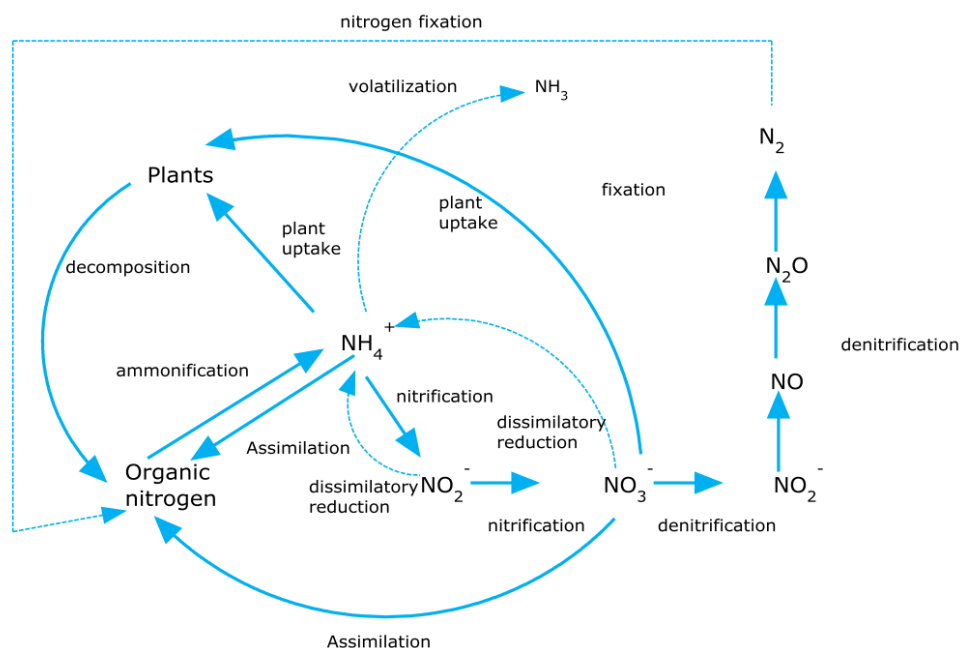 nitrogen fixation
volatilization
NH₃
N₂
Plants
fixation
plant
uptake
plant
uptake
decomposition
N₂O
NH₄⁺
denitrification
ammonification
NO
nitrification
dissimilatory
reduction
Assimilation
Organic
nitrogen
dissimilatory
reduction
NO₂⁻
NO₃⁻
NO₂⁻
nitrification
denitrification
Assimilation